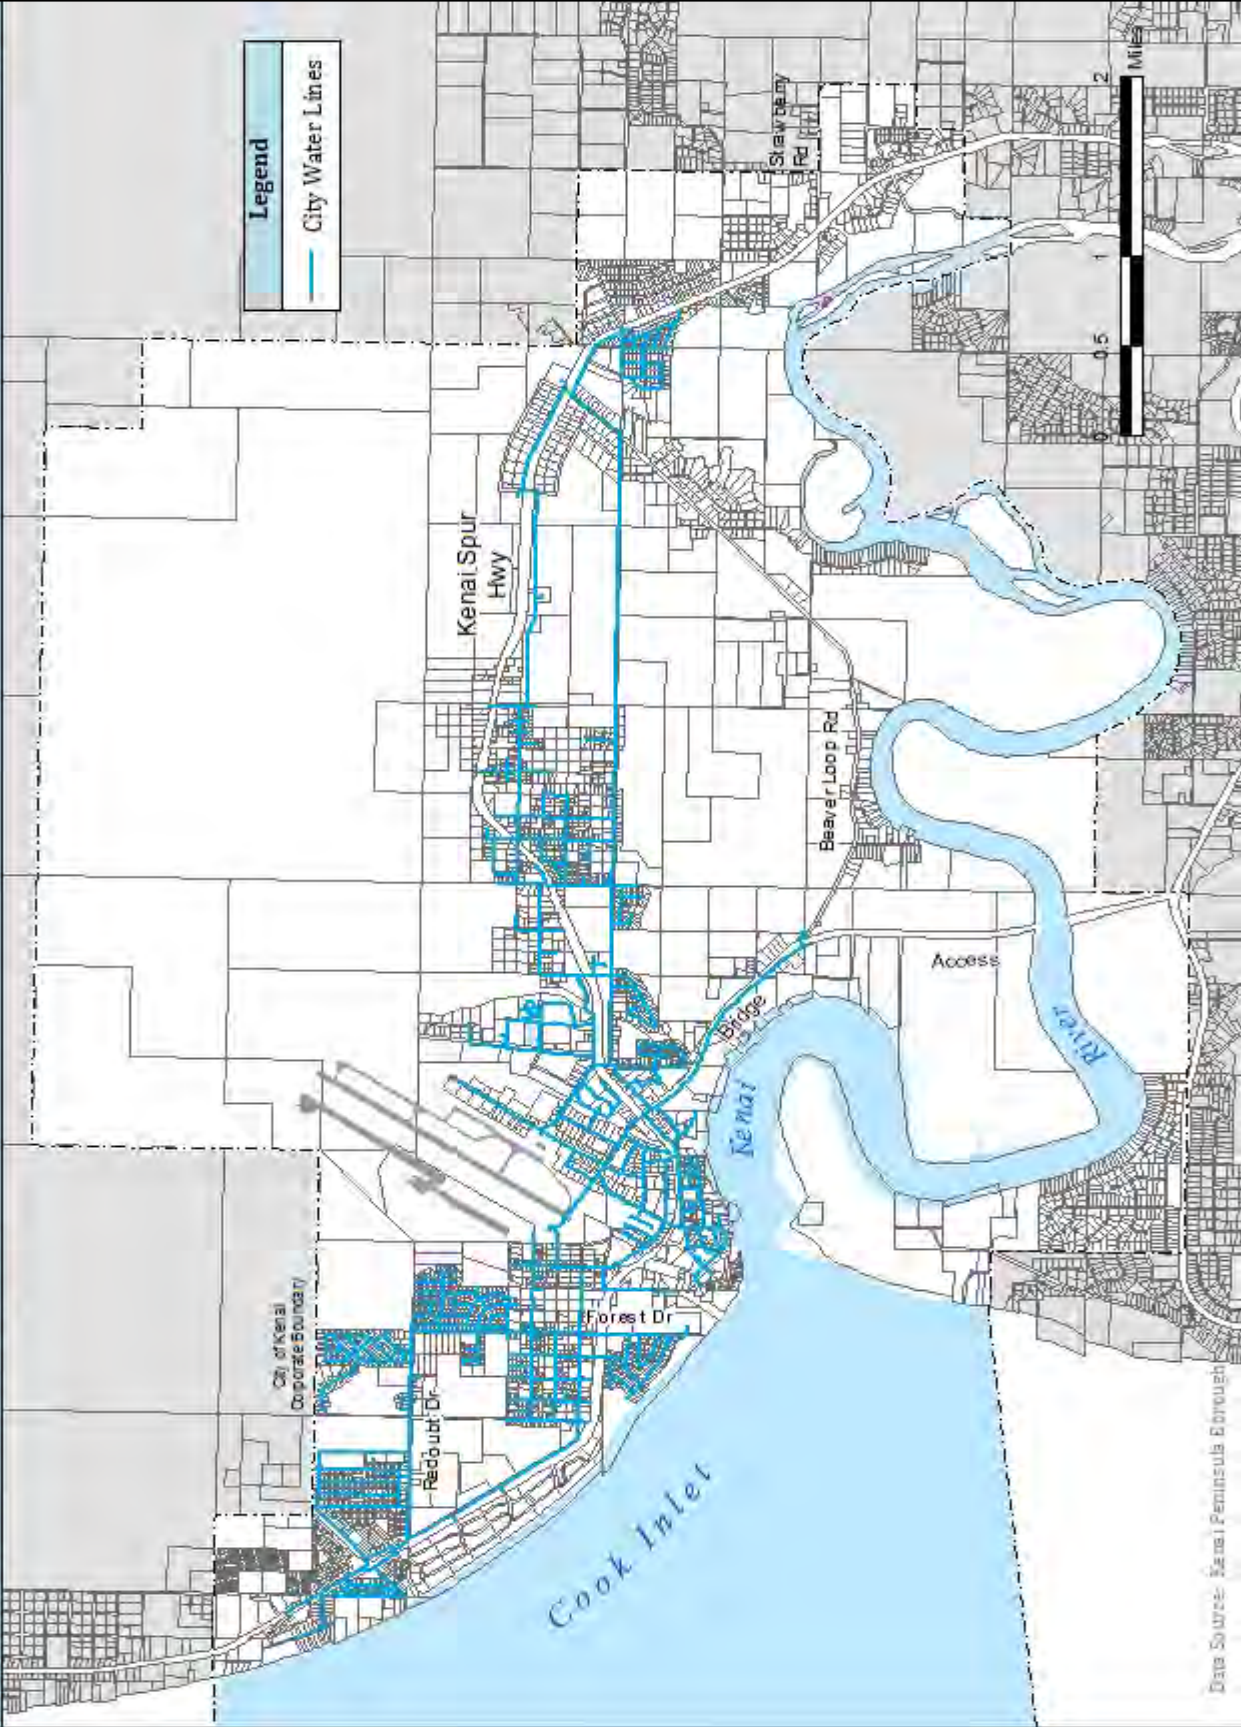 Legend
City Water Lines
Strawberry
Rd
Kenai Spur
Hwy
2
Miles
1
0.5
0
Beaver Loop Rd
Access
Bridge
River
Kenai
City of Kenai
Corporate Boundary
Forest Dr
Redoubt Dr
Cook Inlet
Data Source: Kenai Peninsula Borough